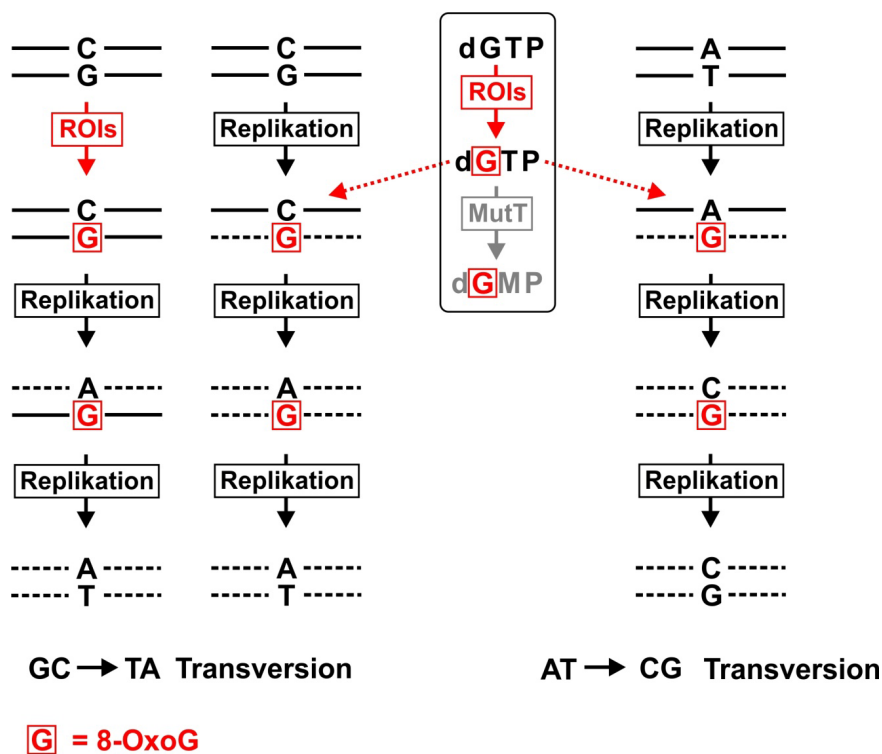 C C dGTP A
G G T
ROIs Replikation ROIs Replikation
dGTP
C C A
G G MutT G
dGMP
Replikation Replikation Replikation
A A C
G G G
Replikation Replikation Replikation
A A C
T T G
GC → TA Transversion AT → CG Transversion
G = 8-OxoG